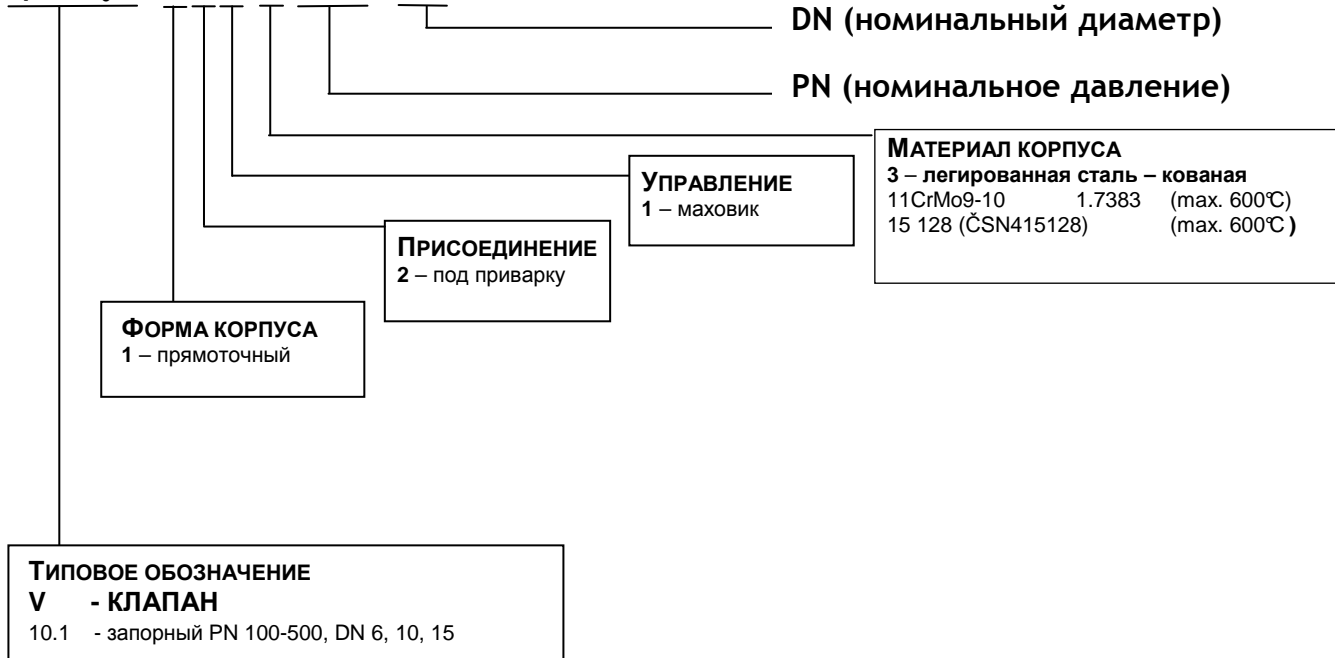 DN (номинальный диаметр)
PN (номинальное давление)
МАТЕРИАЛ КОРПУСА
3 – легированная сталь – кованая
11CrMo9-10 1.7383 (max. 600°C)
15 128 (ČSN415128) (max. 600°C)
УПРАВЛЕНИЕ
1 – маховик
ПРИСОЕДИНЕНИЕ
2 – под приварку
ФОРМА КОРПУСА
1 – прямоточный
ТИПОВОЕ ОБОЗНАЧЕНИЕ
V - КЛАПАН
10.1 - запорный PN 100-500, DN 6, 10, 15